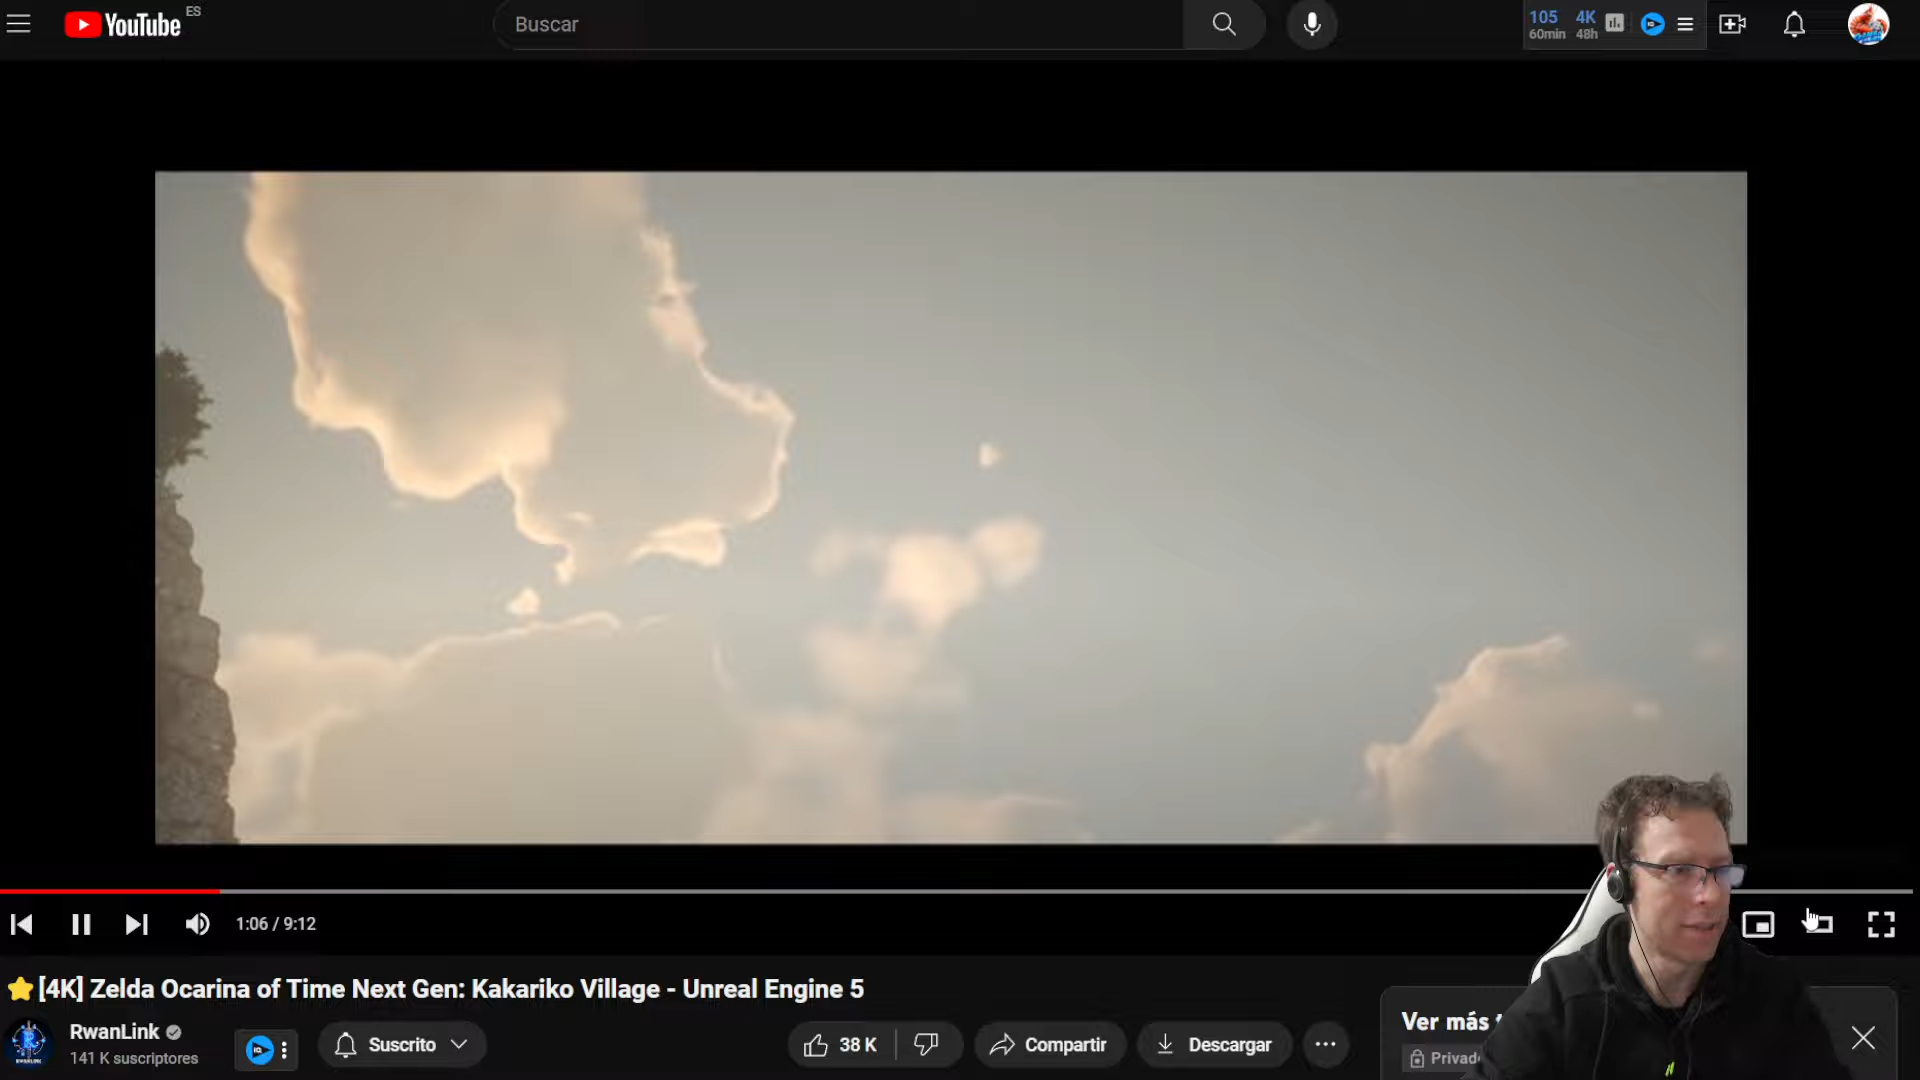 YouTube ES
Buscar
105 4K
60min 48h
1:06 / 9:12
[4K] Zelda Ocarina of Time Next Gen: Kakariko Village - Unreal Engine 5
RwanLink
141 K suscriptores
IQ
Suscrito
38 K
Compartir
Descargar
Ver más